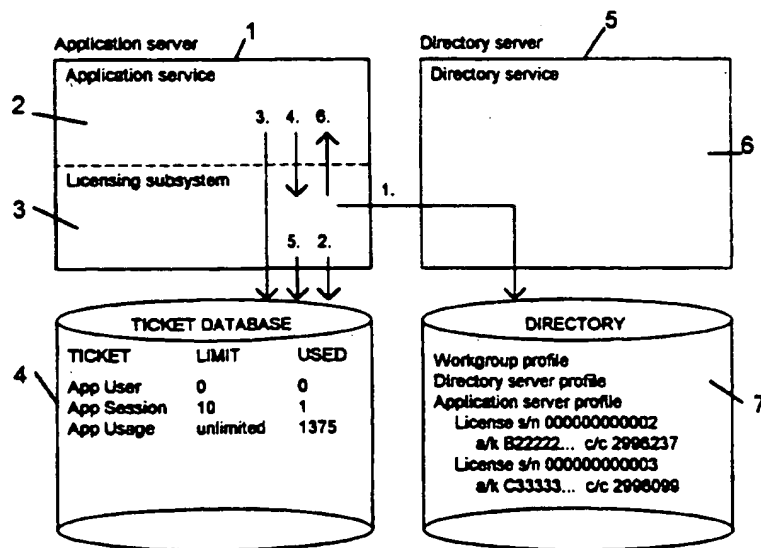 1
5
Application server
Directory server
Application service
Directory service
2
3. 4. 6.
6
Licensing subsystem
1.
3
5. 2.
TICKET DATABASE
DIRECTORY
TICKET LIMIT USED
4
App User 0 0
App Session 10 1
App Usage unlimited 1375
Workgroup profile
Directory server profile
Application server profile
7
License s/n 000000000002
a/k B22222... c/c 2996237
License s/n 000000000003
a/k C33333... c/c 2996099